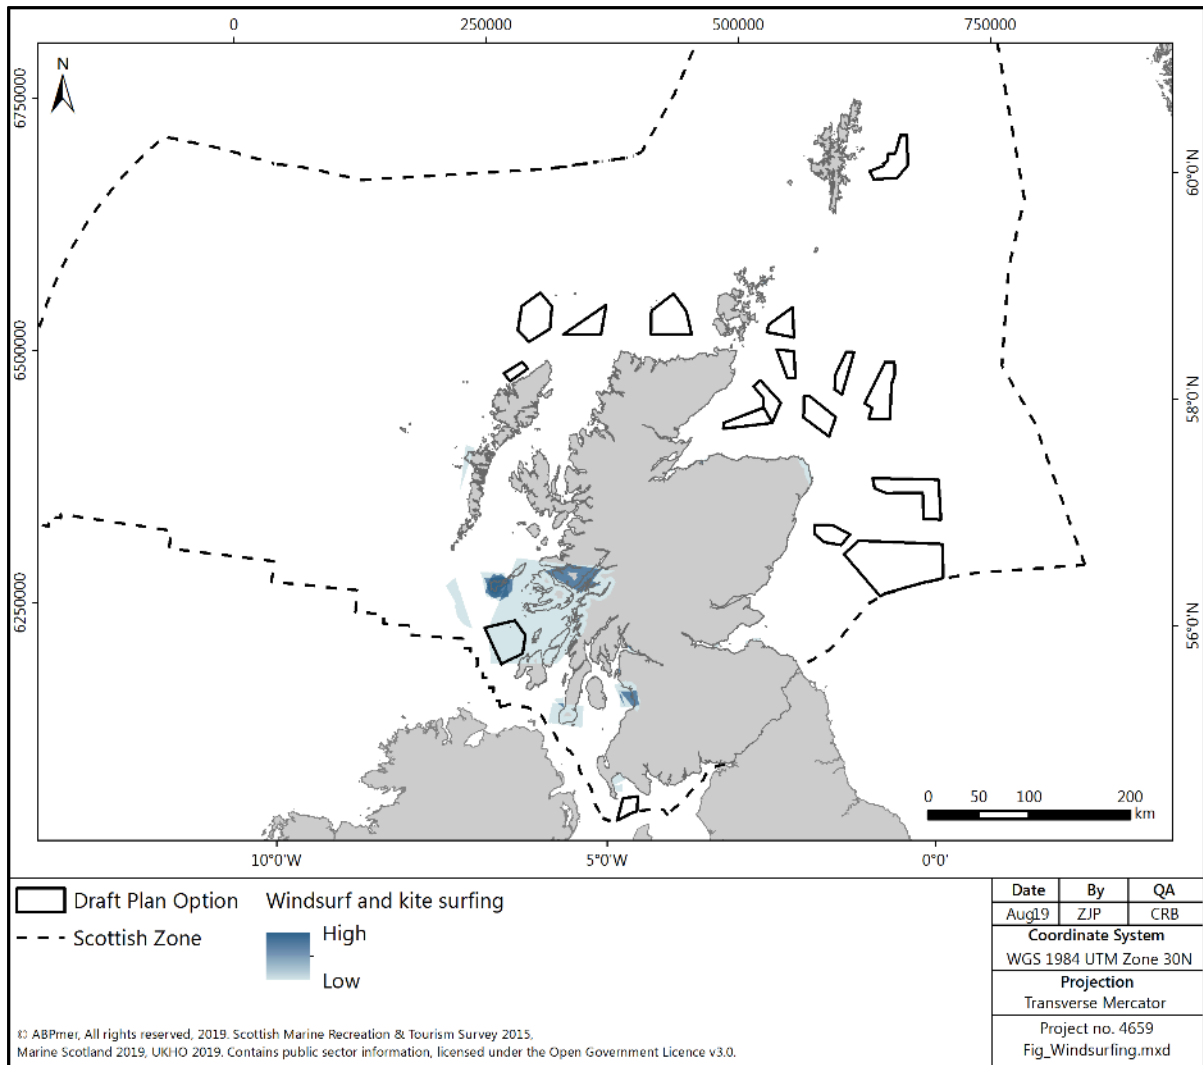 0 250000 500000 750000
N
6750000
6500000
6250000
60°0'N
58°0'N
56°0'N
0 50 100 200
km
10°0'W 5°0'W 0°0'
Draft Plan Option
Scottish Zone
Windsurf and kite surfing
High
Low
Date By QA
Aug19 ZJP CRB
Coordinate System
WGS 1984 UTM Zone 30N
Projection
Transverse Mercator
Project no. 4659
Fig_Windsurfing.mxd
© ABPmer, All rights reserved, 2019. Scottish Marine Recreation & Tourism Survey 2015,
Marine Scotland 2019, UKHO 2019. Contains public sector information, licensed under the Open Government Licence v3.0.